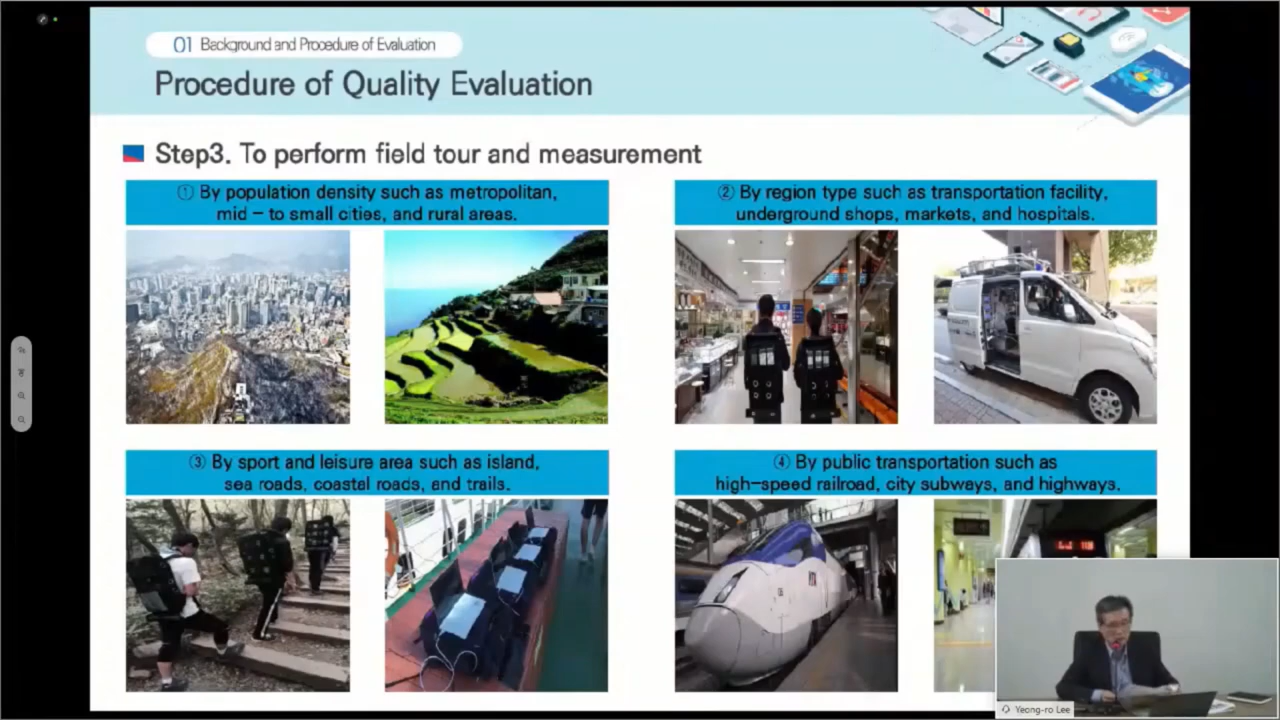 01 Background and Procedure of Evaluation
Procedure of Quality Evaluation
Step3. To perform field tour and measurement
① By population density such as metropolitan,
mid – to small cities, and rural areas.
② By region type such as transportation facility,
underground shops, markets, and hospitals.
③ By sport and leisure area such as island,
sea roads, coastal roads, and trails.
④ By public transportation such as
high-speed railroad, city subways, and highways.
Yeong-ro Lee